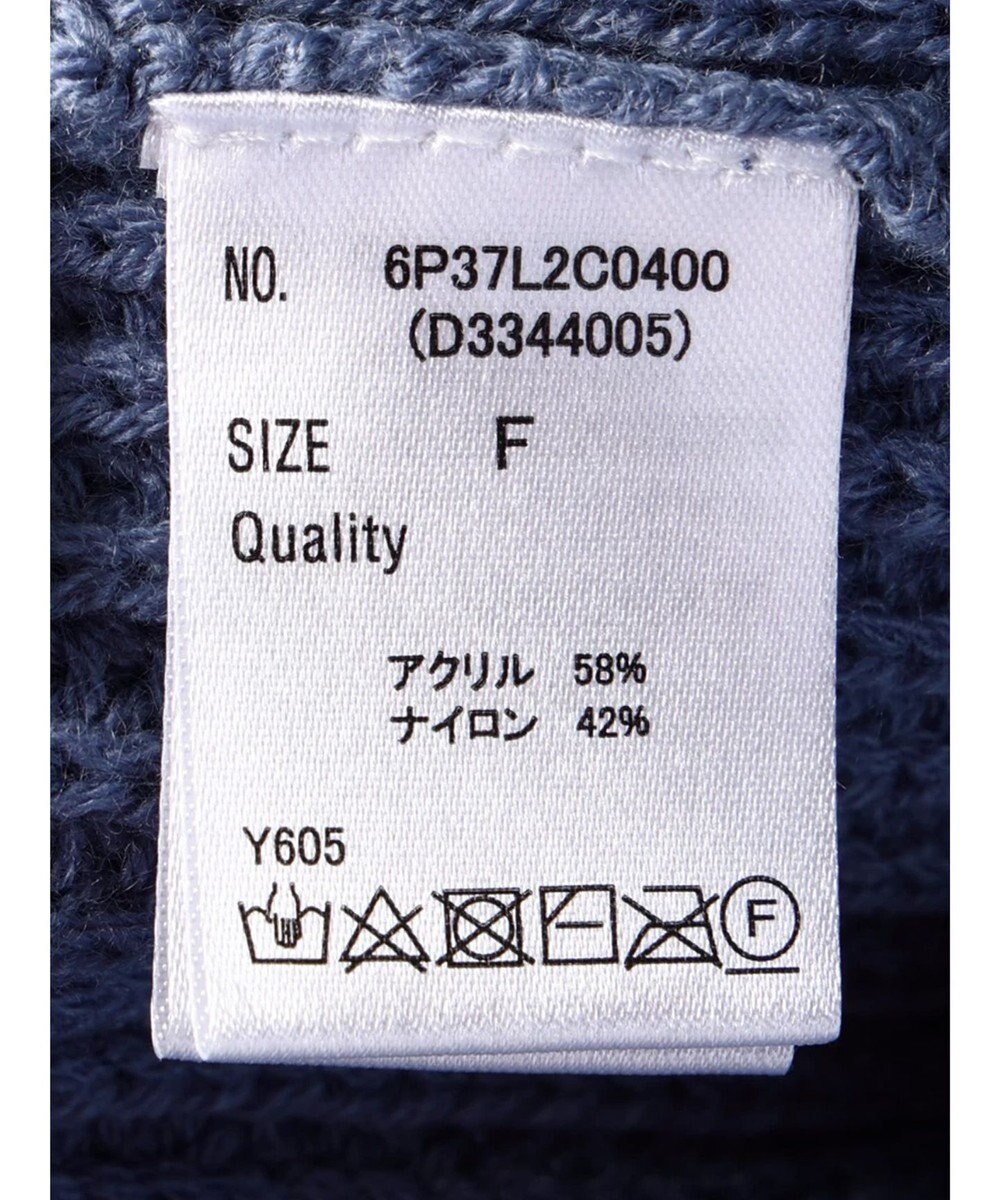 NO. 6P37L2C0400
(D3344005)
SIZE F
Quality
アクリル 58%
ナイロン 42%
Y605
F